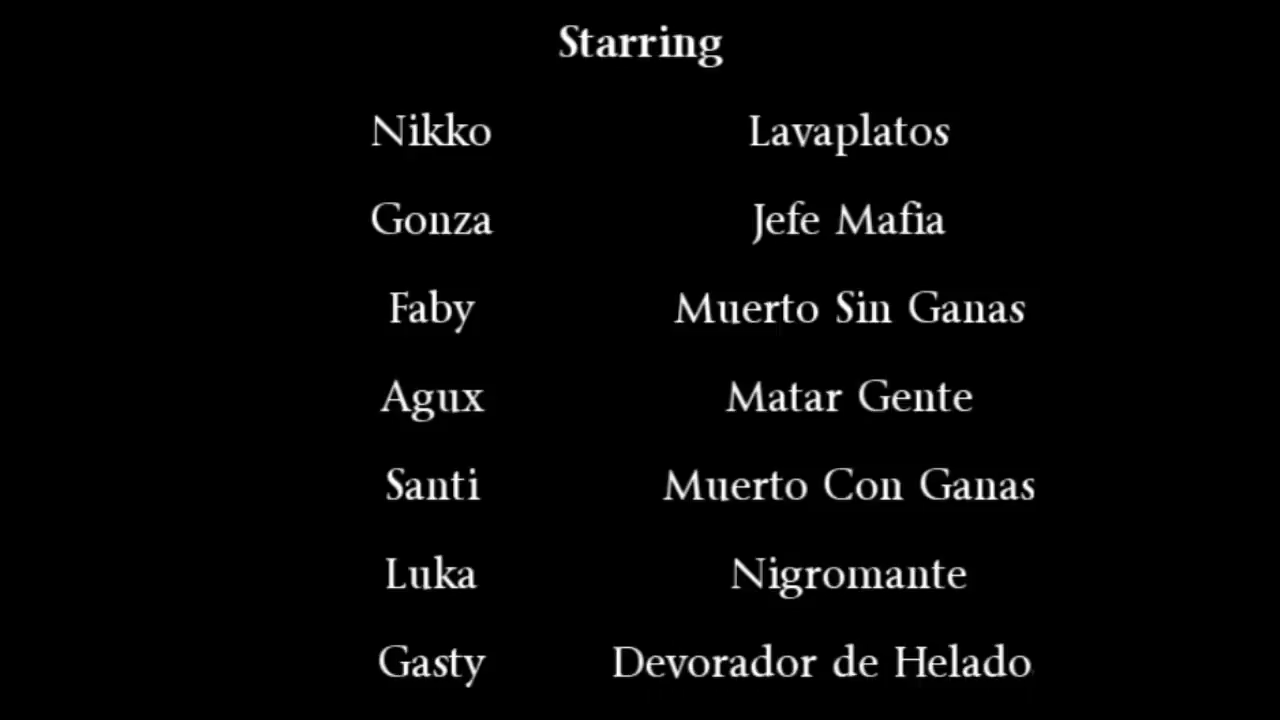 Starring
Nikko Lavaplatos
Gonza Jefe Mafia
Faby Muerto Sin Ganas
Agux Matar Gente
Santi Muerto Con Ganas
Luka Nigromante
Gasty Devorador de Helado